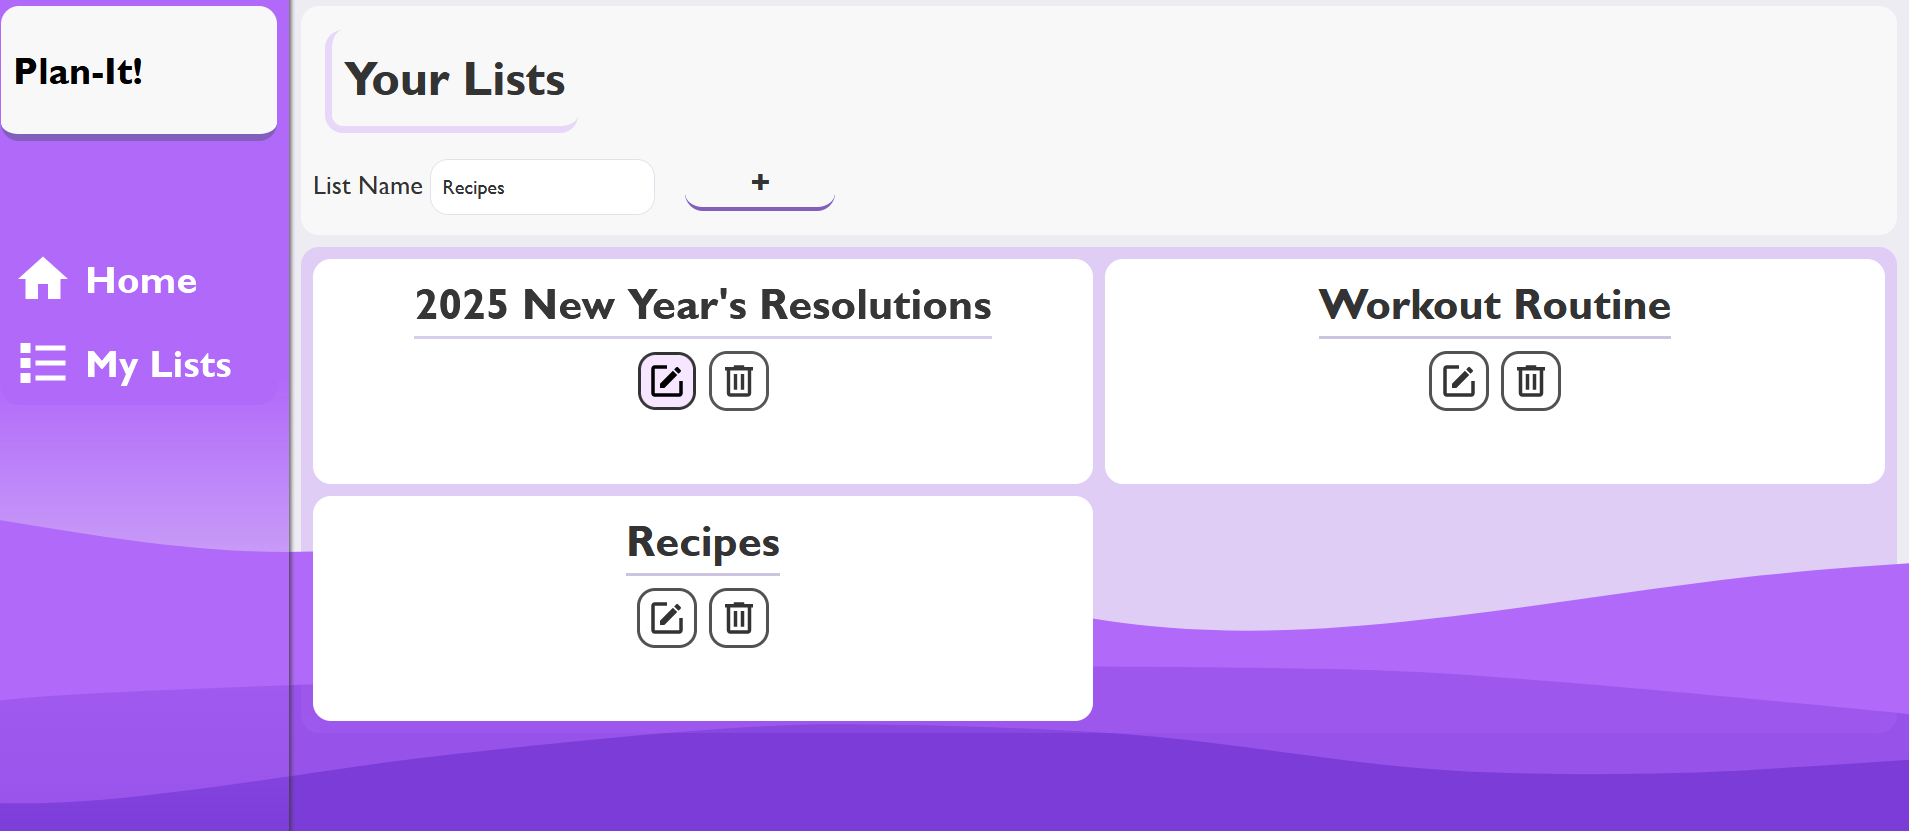 Plan-It!
Home
My Lists
Your Lists
List Name Recipes +
2025 New Year's Resolutions
Workout Routine
Recipes